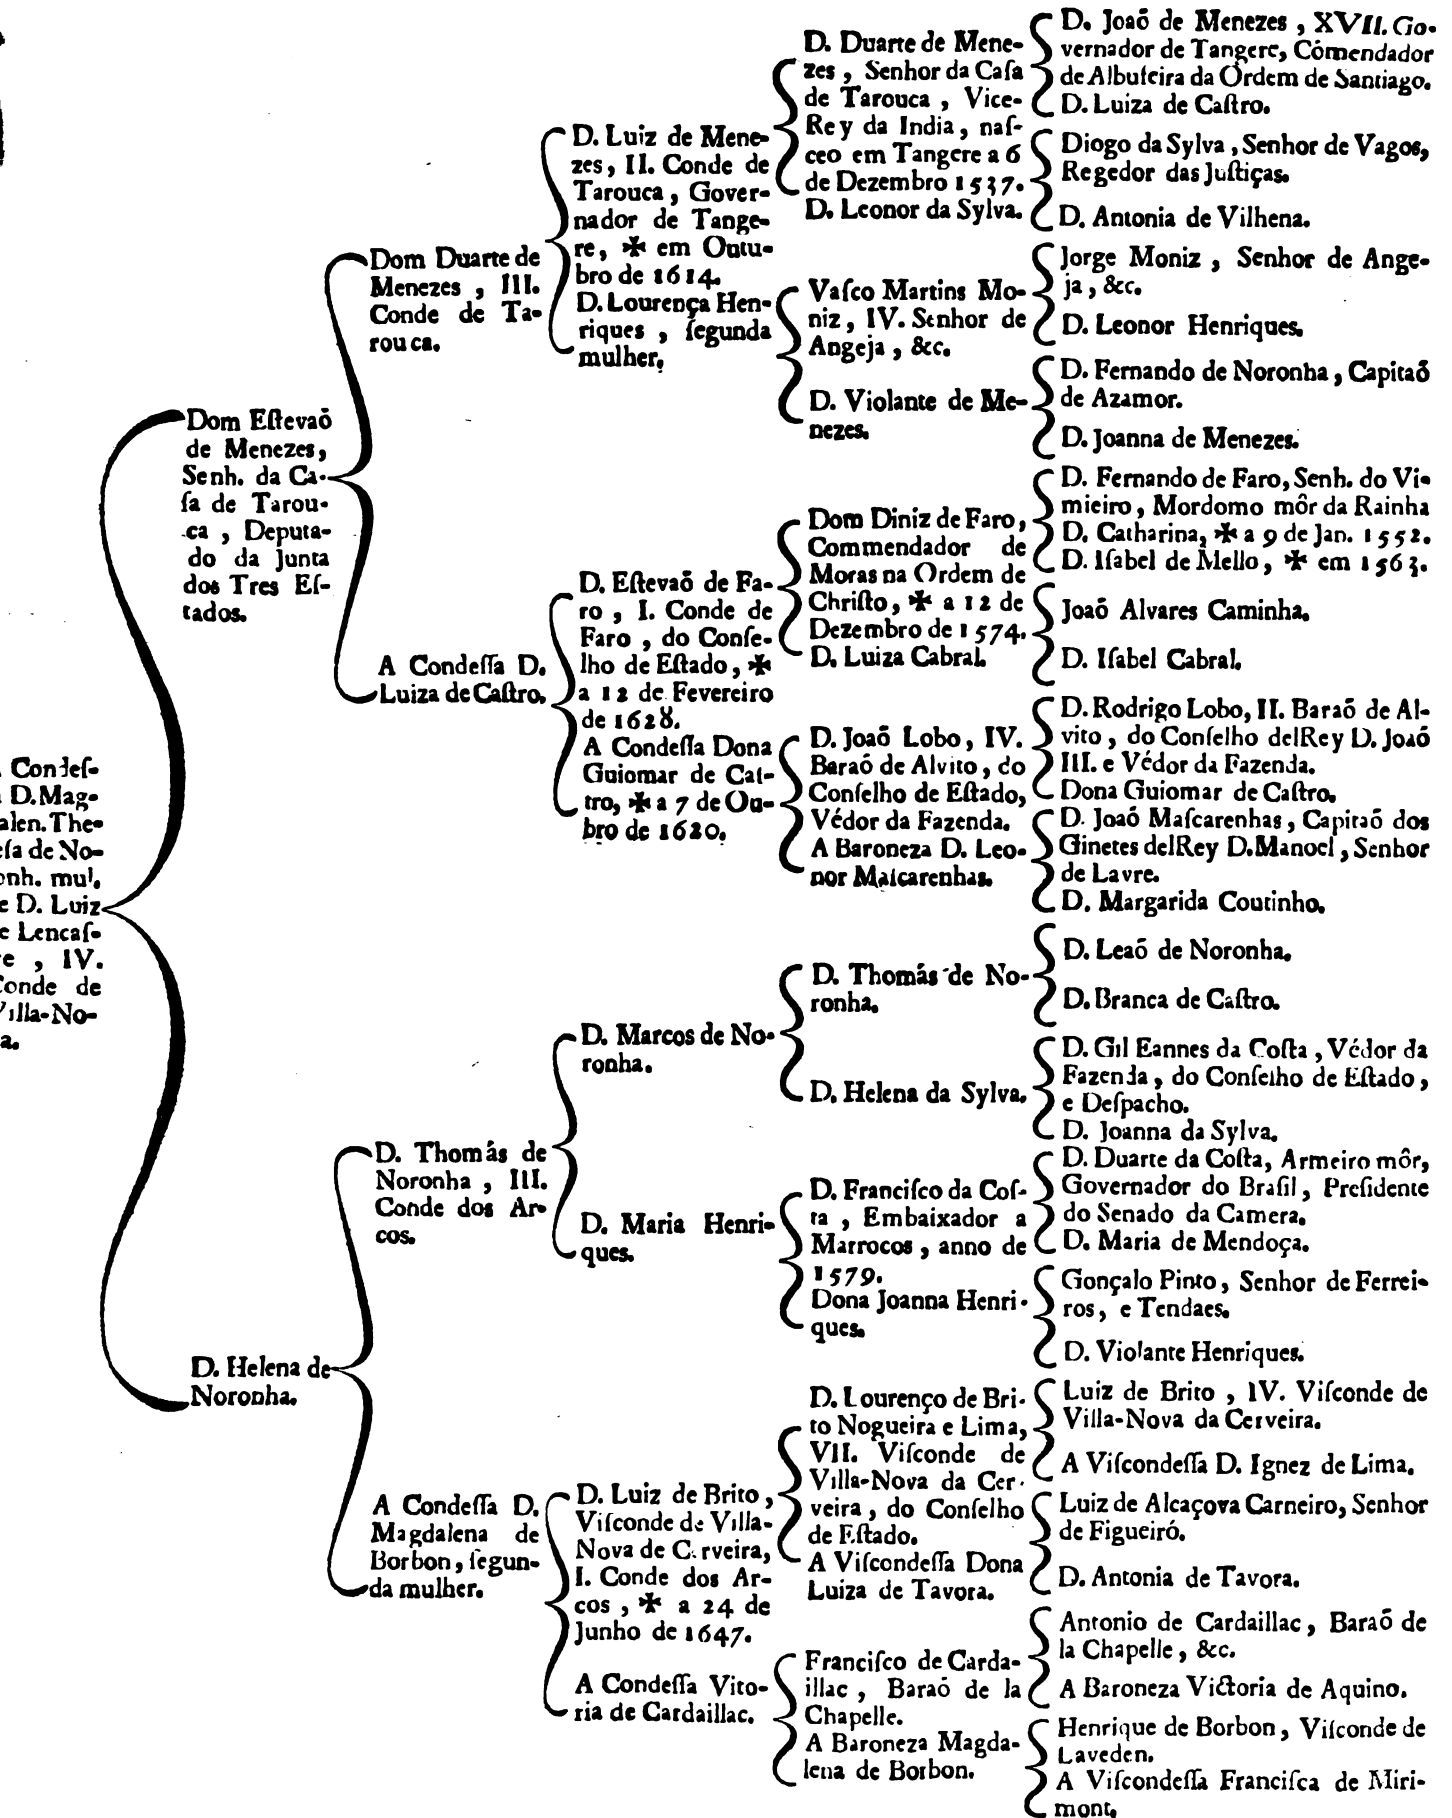 . Condeſ-
D. Mag-
alen. The-
eſa de No-
onh. mul.
e D. Luiz
e Lencaſ-
re , IV.
Conde de
Villa-No-
a.
Dom Eſtevaõ
de Menezes,
Senh. da Ca-
ſa de Tarou-
ca , Deputa-
do da Junta
dos Tres Eſ-
tados.
D. Helena de
Noronha.
Dom Duarte de
Menezes , III.
Conde de Ta-
rouca.
A Condeſſa D.
Luiza de Caſtro.
D. Thomás de
Noronha , III.
Conde dos Ar-
cos.
A Condeſſa D.
Magdalena de
Borbon, ſegun-
da mulher.
D. Luiz de Mene-
zes, II. Conde de
Tarouca , Gover-
nador de Tange-
re, ✠ em Outu-
bro de 1614.
D. Lourença Hen-
riques , ſegunda
mulher.
D. Eſtevaõ de Fa-
ro , I. Conde de
Faro , do Conſe-
lho de Eſtado, ✠
a 12 de Fevereiro
de 1628.
A Condeſſa Dona
Guiomar de Caſ-
tro, ✠ a 7 de Ou-
bro de 1620.
D. Marcos de No-
ronha.
D. Maria Henri-
ques.
D. Luiz de Brito,
Viſconde de Villa-
Nova de Cerveira,
I. Conde dos Ar-
cos , ✠ a 24 de
Junho de 1647.
A Condeſſa Vito-
ria de Cardaillac.
D. Duarte de Mene-
zes , Senhor da Caſa
de Tarouca , Vice-
Rey da India , naſ-
ceo em Tangere a 6
de Dezembro 1537.
D. Leonor da Sylva.
Vaſco Martins Mo-
niz , IV. Senhor de
Angeja , &c.
D. Violante de Me-
nezes.
Dom Diniz de Faro,
Commendador de
Moras na Ordem de
Chriſto, ✠ a 12 de
Dezembro de 1574.
D. Luiza Cabral.
D. Joaõ Lobo , IV.
Baraõ de Alvito, do
Conſelho de Eſtado,
Védor da Fazenda.
A Baroneza D. Leo-
nor Maſcarenhas.
D. Thomás de No-
ronha.
D. Helena da Sylva.
D. Franciſco da Coſ-
ta , Embaixador a
Marrocos , anno de
1579.
Dona Joanna Henri-
ques.
D. Lourenço de Bri-
to Nogueira e Lima,
VII. Viſconde de
Villa-Nova da Cer-
veira , do Conſelho
de Eſtado.
A Viſcondeſſa Dona
Luiza de Tavora.
Franciſco de Carda-
illac , Baraõ de la
Chapelle.
A Baroneza Magda-
lena de Borbon.
D. Joaõ de Menezes , XVII. Go-
vernador de Tangere, Cõmendador
de Albufeira da Ordem de Santiago.
D. Luiza de Caſtro.
Diogo da Sylva , Senhor de Vagos,
Regedor das Juſtiças.
D. Antonia de Vilhena.
Jorge Moniz , Senhor de Ange-
ja , &c.
D. Leonor Henriques.
D. Fernando de Noronha , Capitaõ
de Azamor.
D. Joanna de Menezes.
D. Fernando de Faro, Senh. do Vi-
mieiro , Mordomo môr da Rainha
D. Catharina, ✠ a 9 de Jan. 1552.
D. Iſabel de Mello, ✠ em 1563.
Joaõ Alvares Caminha.
D. Iſabel Cabral.
D. Rodrigo Lobo, II. Baraõ de Al-
vito , do Conſelho delRey D. Joaõ
III. e Védor da Fazenda.
Dona Guiomar de Caſtro.
D. Joaõ Maſcarenhas , Capitaõ dos
Ginetes delRey D. Manoel , Senhor
de Lavre.
D. Margarida Coutinho.
D. Leaõ de Noronha.
D. Branca de Caſtro.
D. Gil Eannes da Coſta , Védor da
Fazenda , do Conſelho de Eſtado ,
e Deſpacho.
D. Joanna da Sylva.
D. Duarte da Coſta, Armeiro môr,
Governador do Braſil , Preſidente
do Senado da Camera.
D. Maria de Mendoça.
Gonçalo Pinto , Senhor de Ferrei-
ros, e Tendaes.
D. Violante Henriques.
Luiz de Brito , IV. Viſconde de
Villa-Nova da Cerveira.
A Viſcondeſſa D. Ignez de Lima.
Luiz de Alcaçova Carneiro, Senhor
de Figueiró.
D. Antonia de Tavora.
Antonio de Cardaillac , Baraõ de
la Chapelle , &c.
A Baroneza Victoria de Aquino.
Henrique de Borbon , Viſconde de
Laveden.
A Viſcondeſſa Franciſca de Miri-
mont.